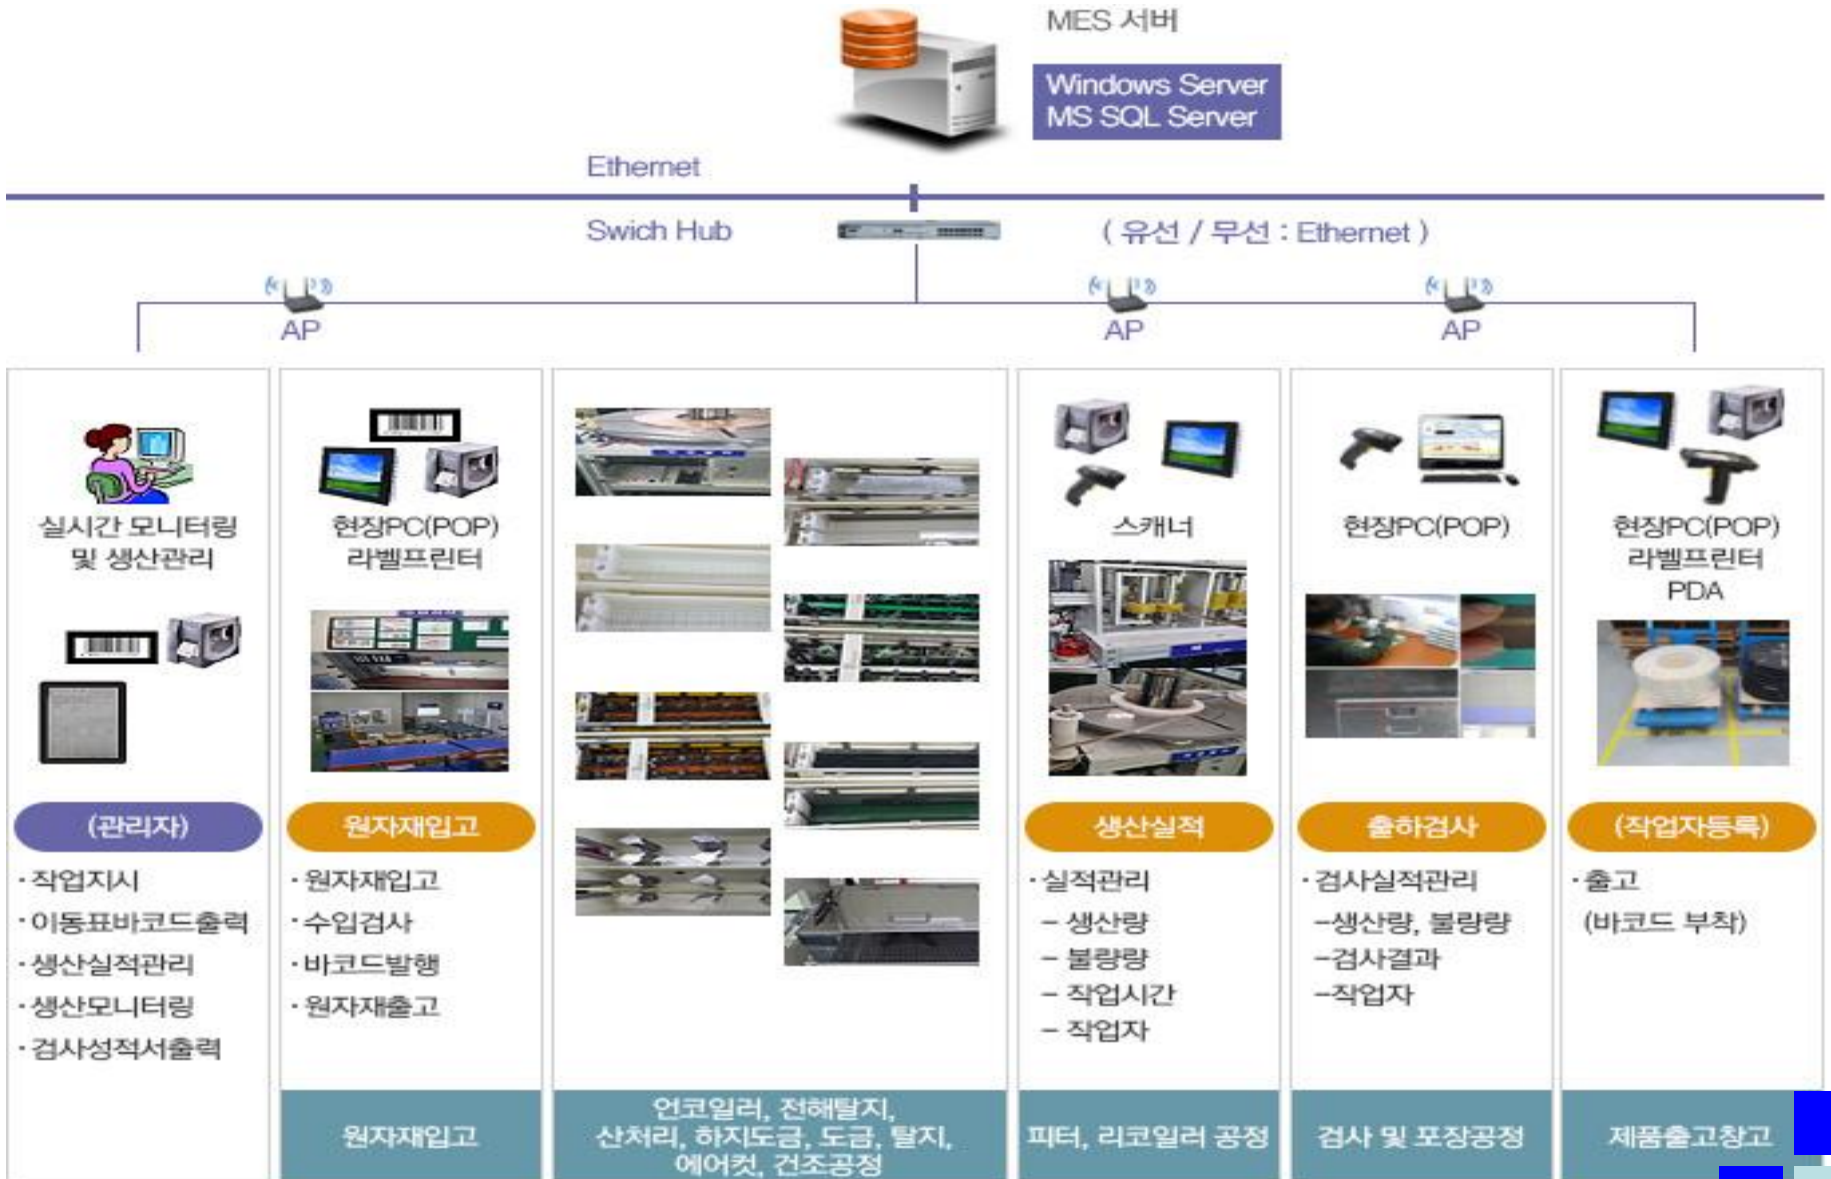 MES 서버
Windows Server
MS SQL Server
Ethernet
Swich Hub
( 유선 / 무선 : Ethernet )
AP
AP
AP
실시간 모니터링
및 생산관리
(관리자)
· 작업지시
· 이동표바코드출력
· 생산실적관리
· 생산모니터링
· 검사성적서출력
현장PC(POP)
라벨프린터
원자재입고
· 원자재입고
· 수입검사
· 바코드발행
· 원자재출고
원자재입고
언코일러, 전해탈지,
산처리, 하지도금, 도금, 탈지,
에어컷, 건조공정
스캐너
생산실적
· 실적관리
- 생산량
- 불량량
- 작업시간
- 작업자
피터, 리코일러 공정
현장PC(POP)
출하검사
· 검사실적관리
-생산량, 불량량
-검사결과
-작업자
검사 및 포장공정
현장PC(POP)
라벨프린터
PDA
(작업자등록)
· 출고
(바코드 부착)
제품출고창고